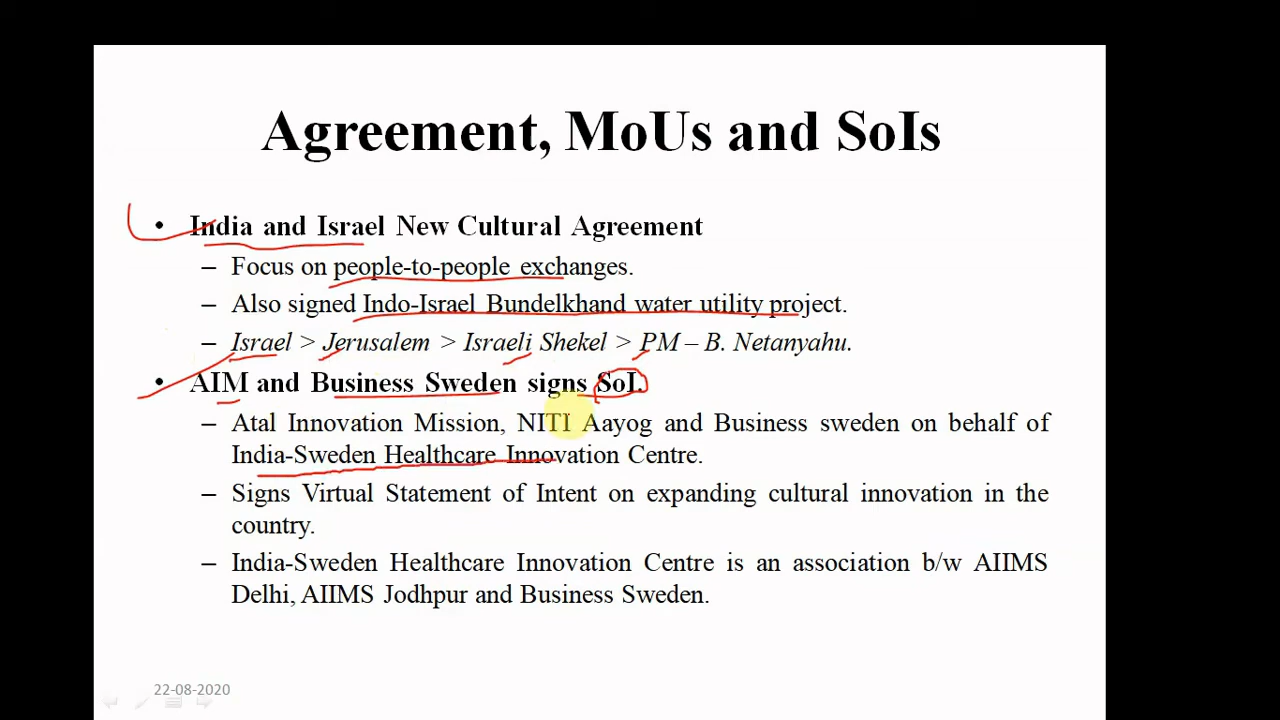 Agreement, MoUs and SoIs
• India and Israel New Cultural Agreement
– Focus on people-to-people exchanges.
– Also signed Indo-Israel Bundelkhand water utility project.
– Israel > Jerusalem > Israeli Shekel > PM – B. Netanyahu.
• AIM and Business Sweden signs SoI.
– Atal Innovation Mission, NITI Aayog and Business sweden on behalf of
India-Sweden Healthcare Innovation Centre.
– Signs Virtual Statement of Intent on expanding cultural innovation in the
country.
– India-Sweden Healthcare Innovation Centre is an association b/w AIIMS
Delhi, AIIMS Jodhpur and Business Sweden.
22-08-2020